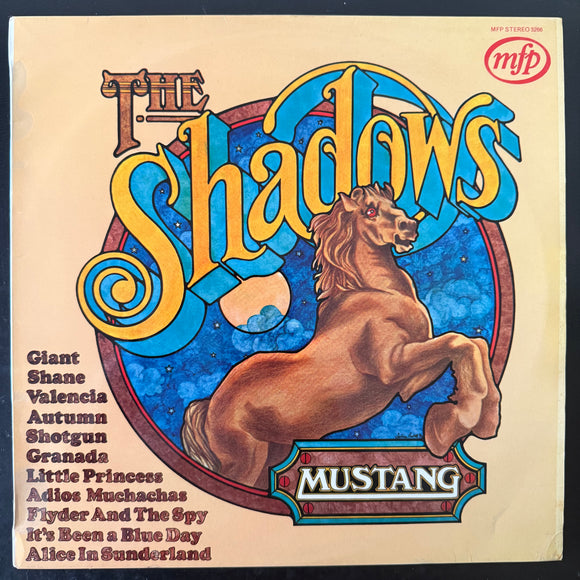 MFP STEREO 5266
mfp
THE
Shadows
Giant
Shane
Valencia
Autumn
Shotgun
Granada
Little Princess
Adios Muchachas
Flyder And The Spy
It's Been a Blue Day
Alice In Sunderland
MUSTANG